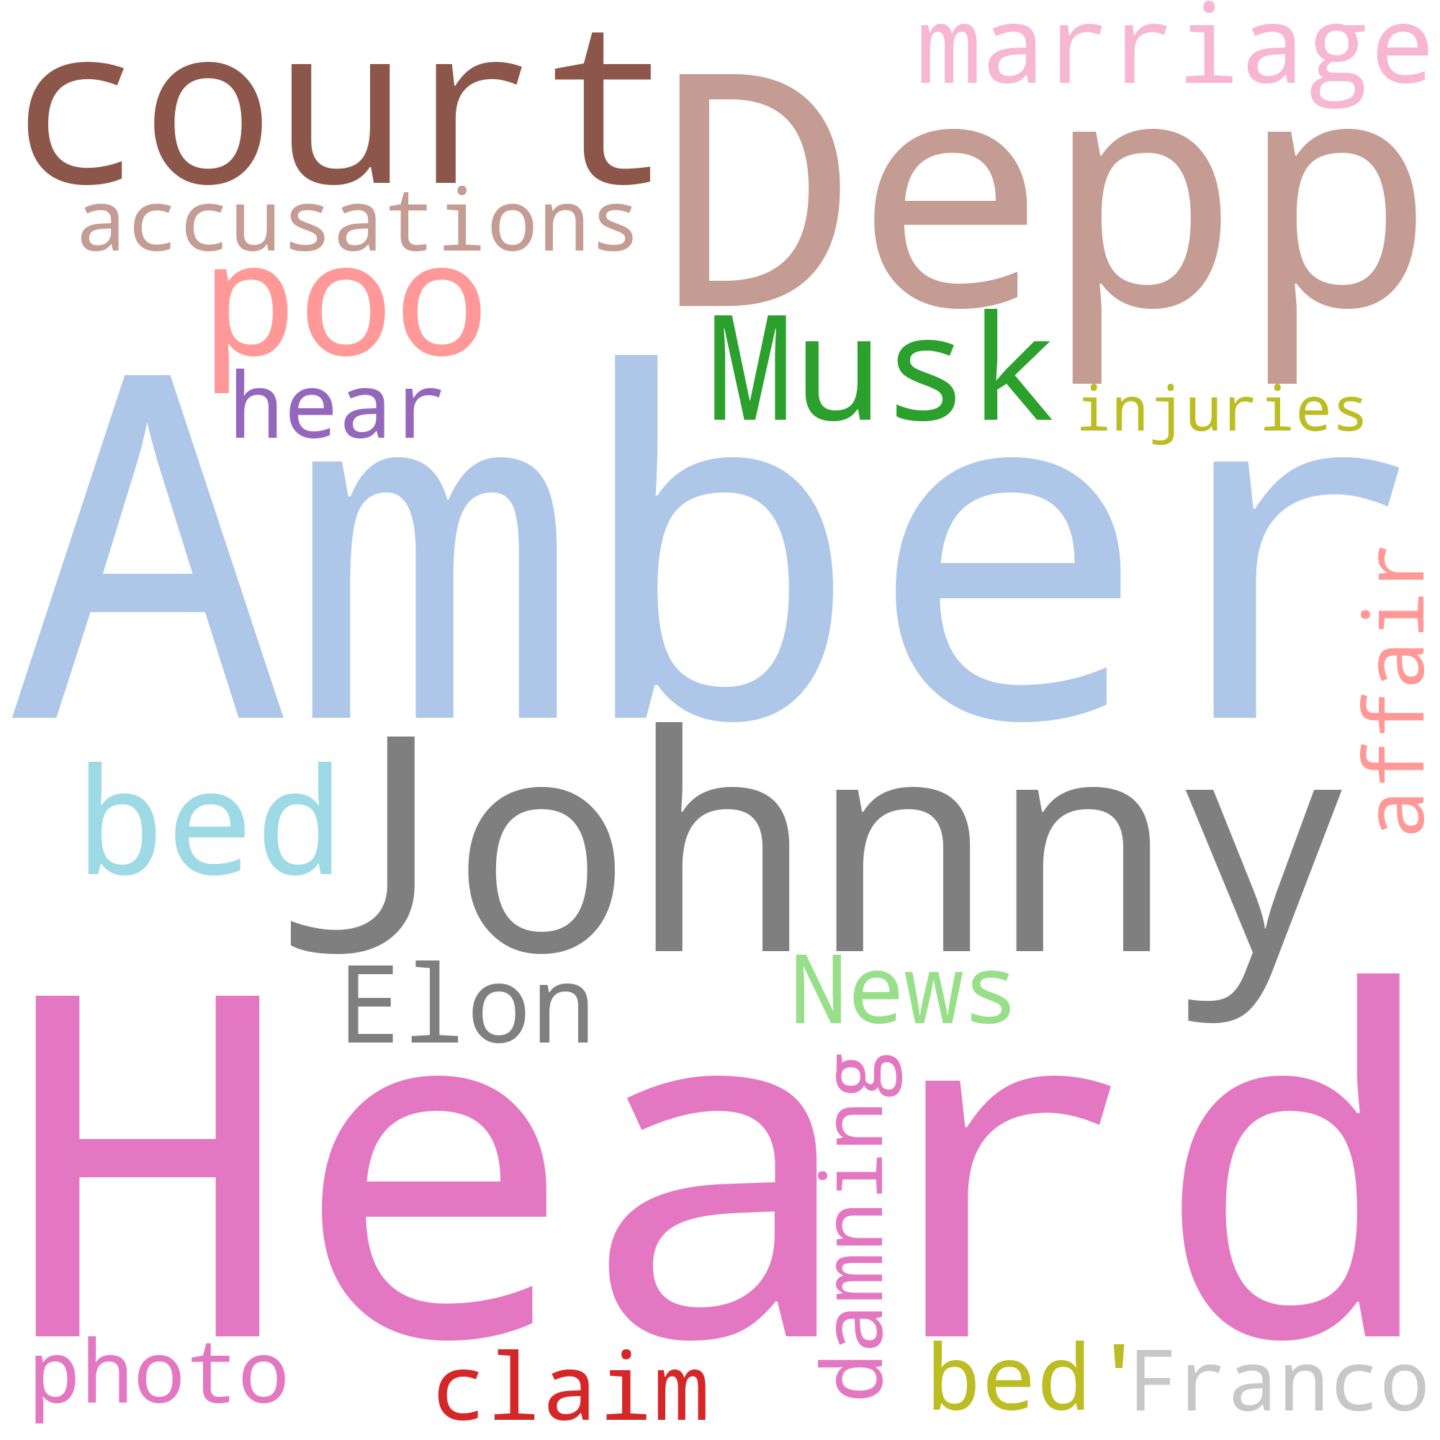 court
marriage
Depp
accusations
poo
Musk
hear
injuries
Amber
affair
Johnny
bed
Elon
News
Heard
damning
photo
claim
bed'
Franco